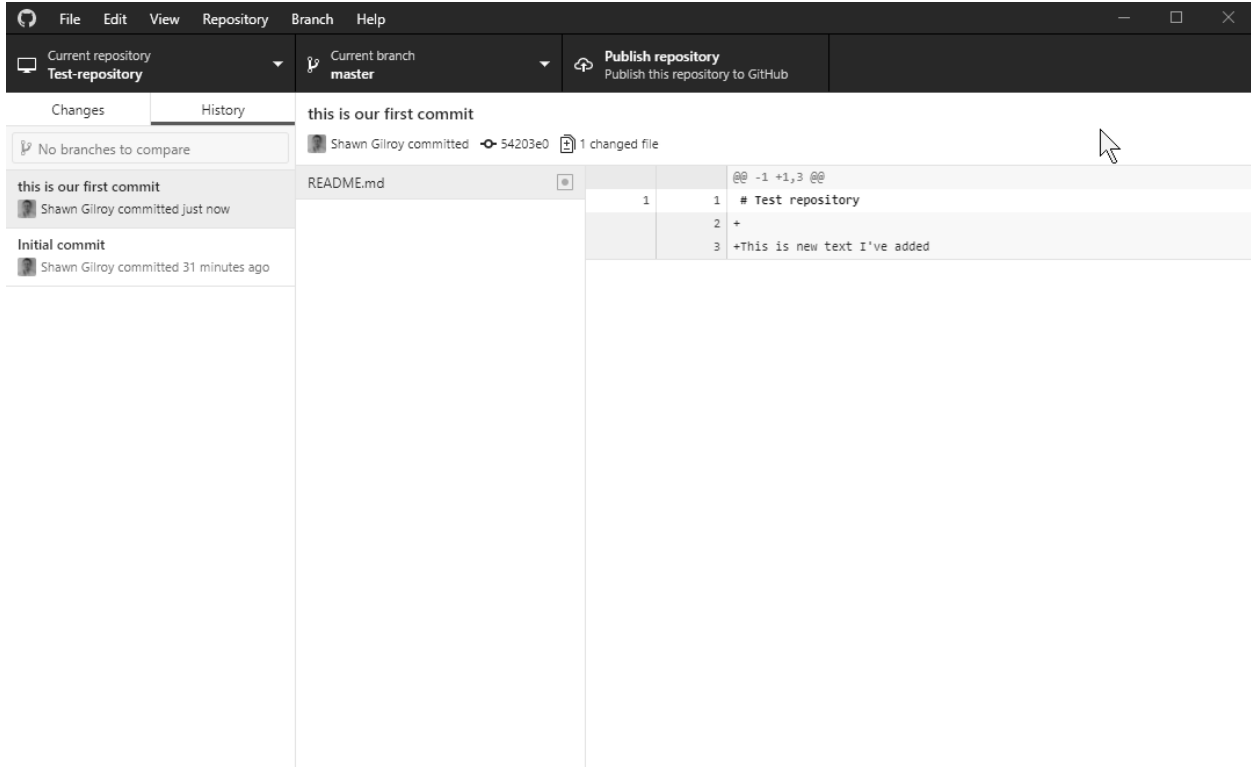 File Edit View Repository Branch Help
Current repository
Test-repository
Current branch
master
Publish repository
Publish this repository to GitHub
Changes History
No branches to compare
this is our first commit
Shawn Gilroy committed just now
Initial commit
Shawn Gilroy committed 31 minutes ago
this is our first commit
Shawn Gilroy committed 54203e0 1 changed file
README.md
@@ -1 +1,3 @@
1 1 # Test repository
2 +
3 +This is new text I've added